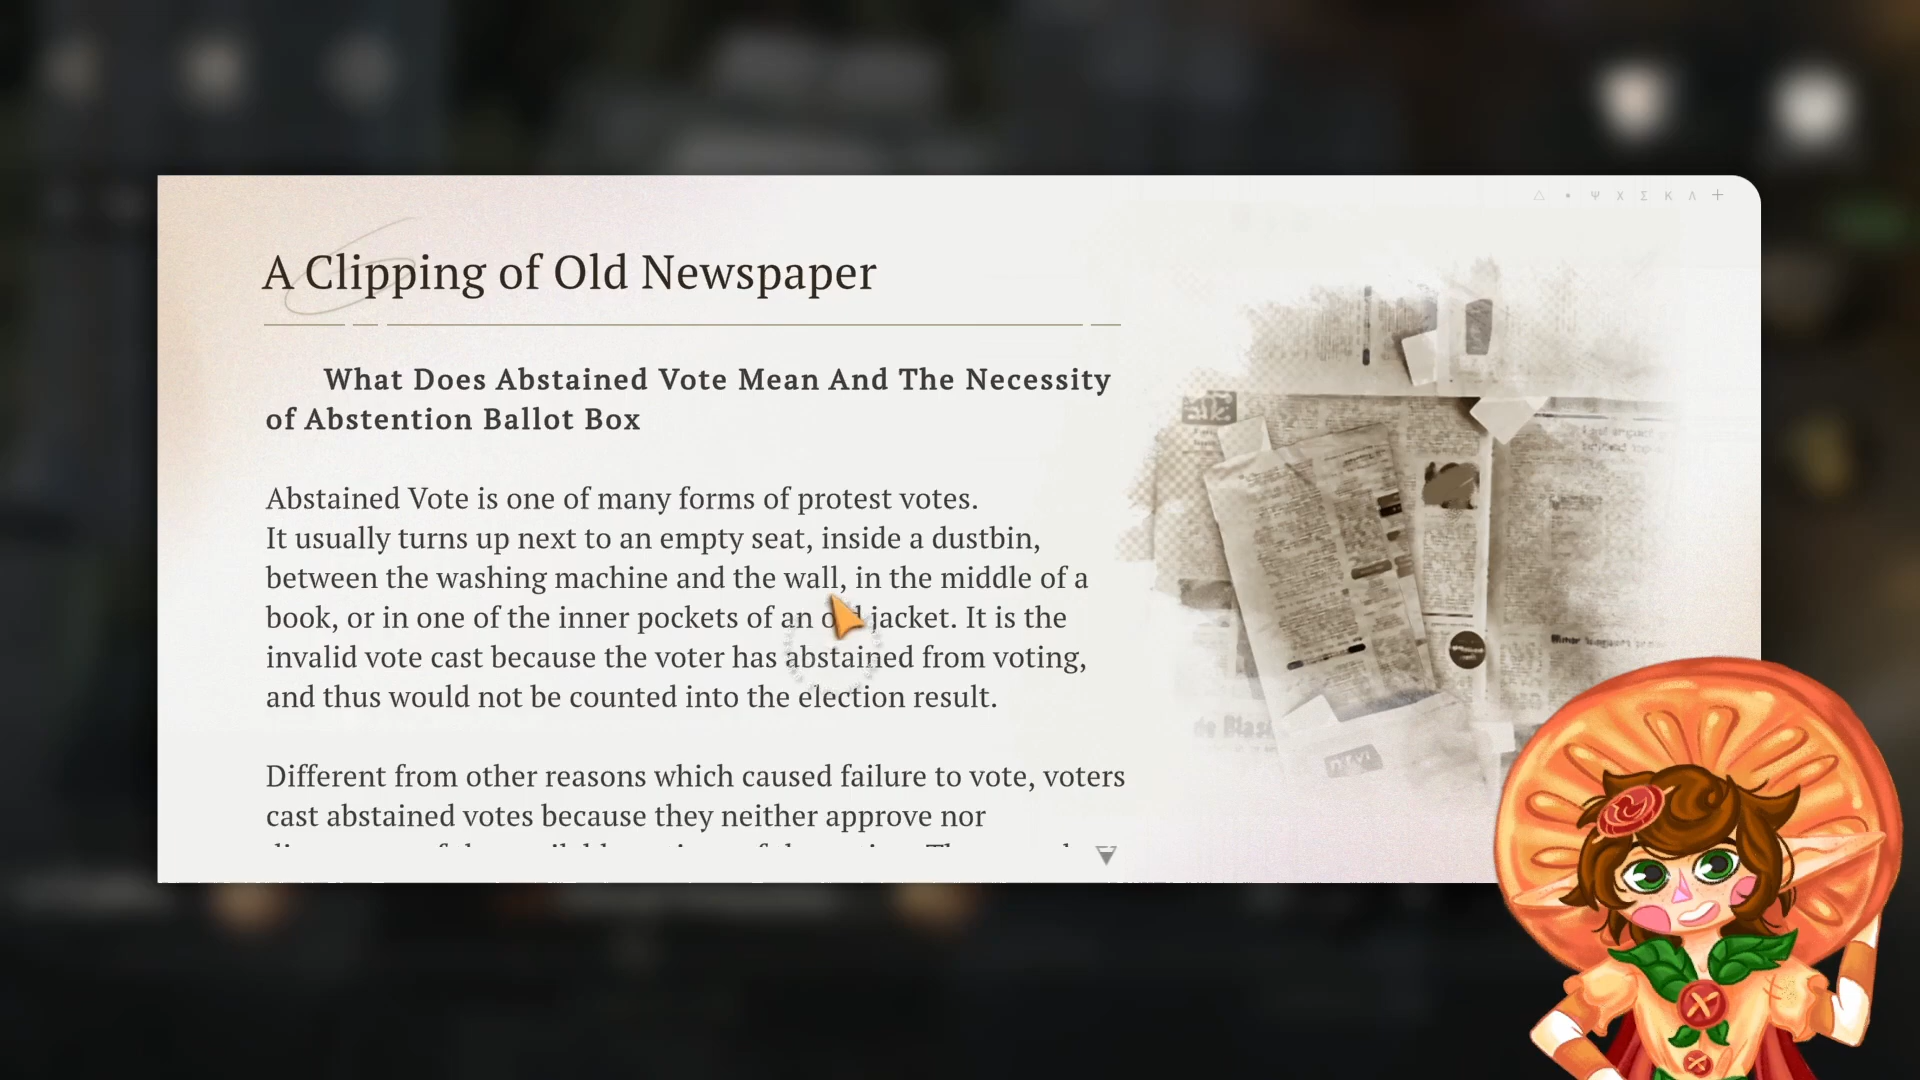 △ • Ψ X Σ K Λ +
A Clipping of Old Newspaper
What Does Abstained Vote Mean And The Necessity
of Abstention Ballot Box
Abstained Vote is one of many forms of protest votes.
It usually turns up next to an empty seat, inside a dustbin,
between the washing machine and the wall, in the middle of a
book, or in one of the inner pockets of an old jacket. It is the
invalid vote cast because the voter has abstained from voting,
and thus would not be counted into the election result.
Different from other reasons which caused failure to vote, voters
cast abstained votes because they neither approve nor